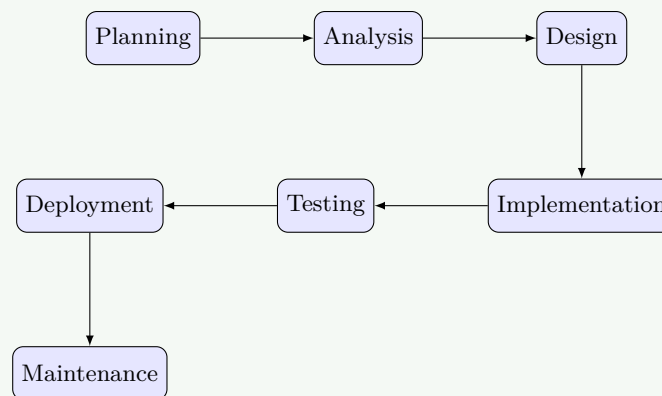 Planning
Analysis
Design
Deployment
Testing
Implementation
Maintenance